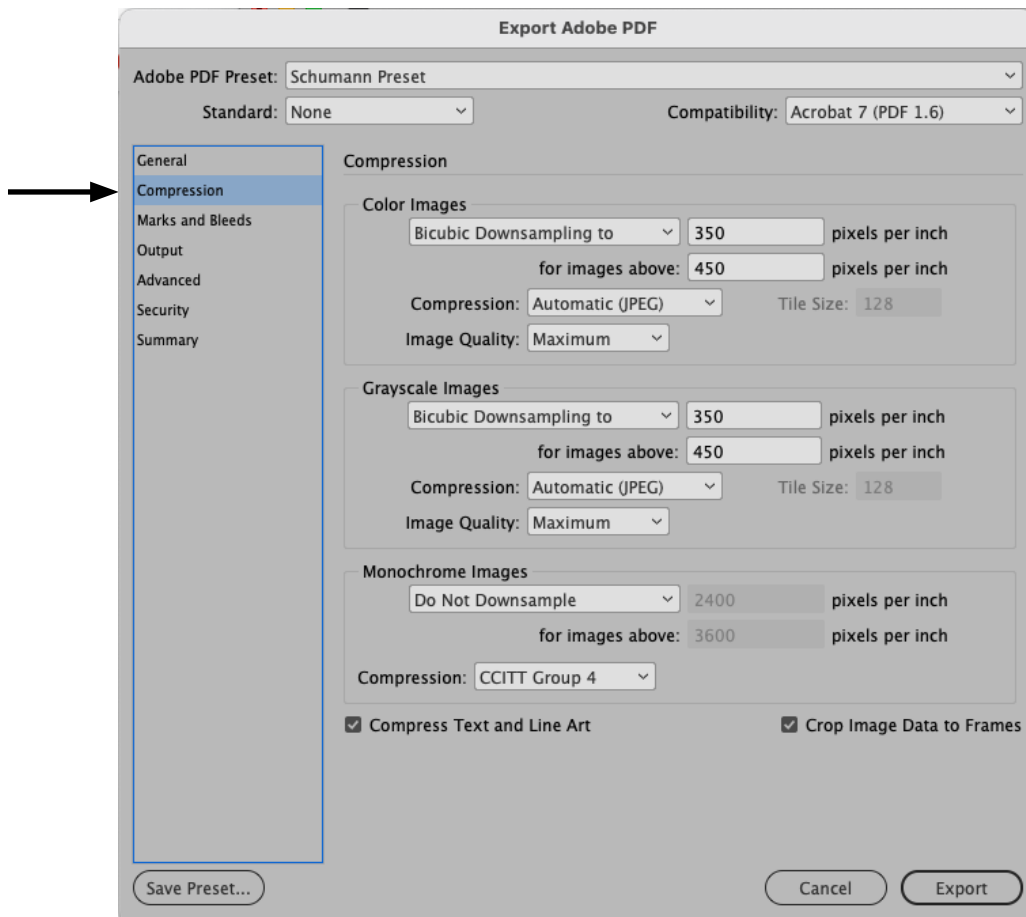 Export Adobe PDF
Adobe PDF Preset: Schumann Preset
Standard: None Compatibility: Acrobat 7 (PDF 1.6)
General
Compression
Marks and Bleeds
Output
Advanced
Security
Summary
Compression
Color Images
Bicubic Downsampling to 350 pixels per inch
for images above: 450 pixels per inch
Compression: Automatic (JPEG) Tile Size: 128
Image Quality: Maximum
Grayscale Images
Bicubic Downsampling to 350 pixels per inch
for images above: 450 pixels per inch
Compression: Automatic (JPEG) Tile Size: 128
Image Quality: Maximum
Monochrome Images
Do Not Downsample 2400 pixels per inch
for images above: 3600 pixels per inch
Compression: CCITT Group 4
Compress Text and Line Art Crop Image Data to Frames
Save Preset... Cancel Export